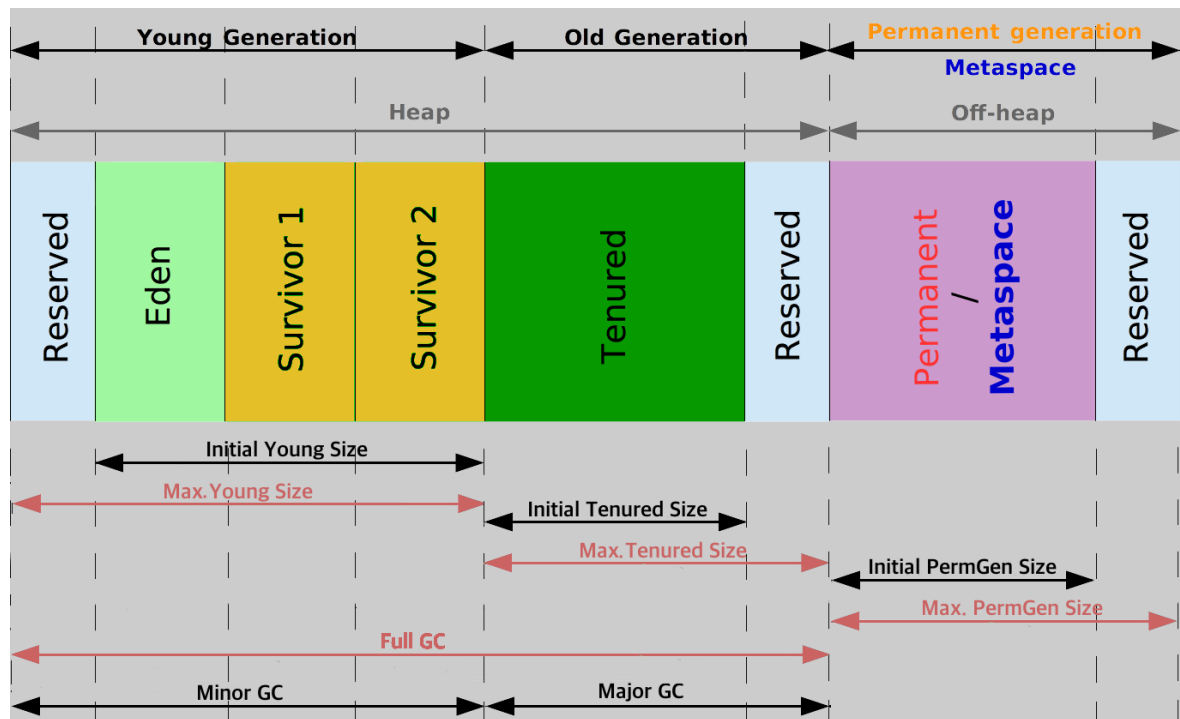 Young Generation
Old Generation
Permanent generation
Metaspace
Heap
Off-heap
Reserved
Eden
Survivor 1
Survivor 2
Tenured
Reserved
Permanent
/
Metaspace
Reserved
Initial Young Size
Max.Young Size
Initial Tenured Size
Max.Tenured Size
Initial PermGen Size
Max. PermGen Size
Full GC
Minor GC
Major GC